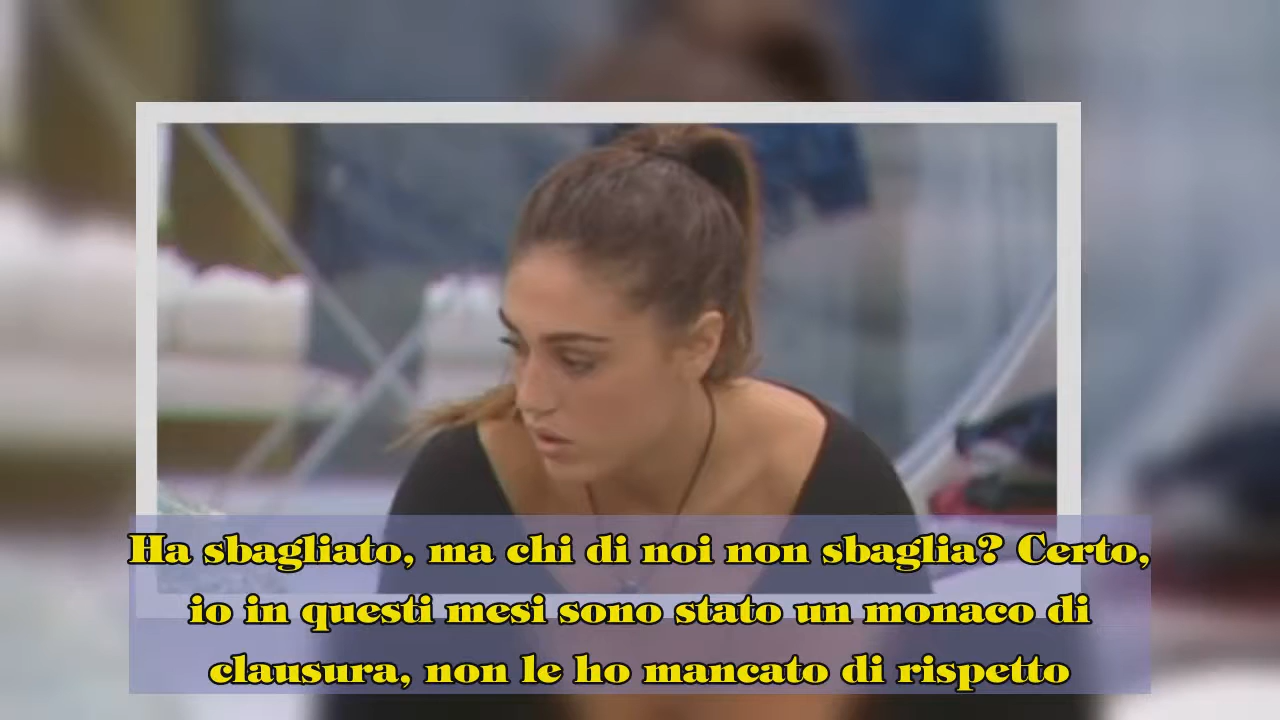 Ha sbagliato, ma chi di noi non sbaglia? Certo,
io in questi mesi sono stato un monaco di
clausura, non le ho mancato di rispetto